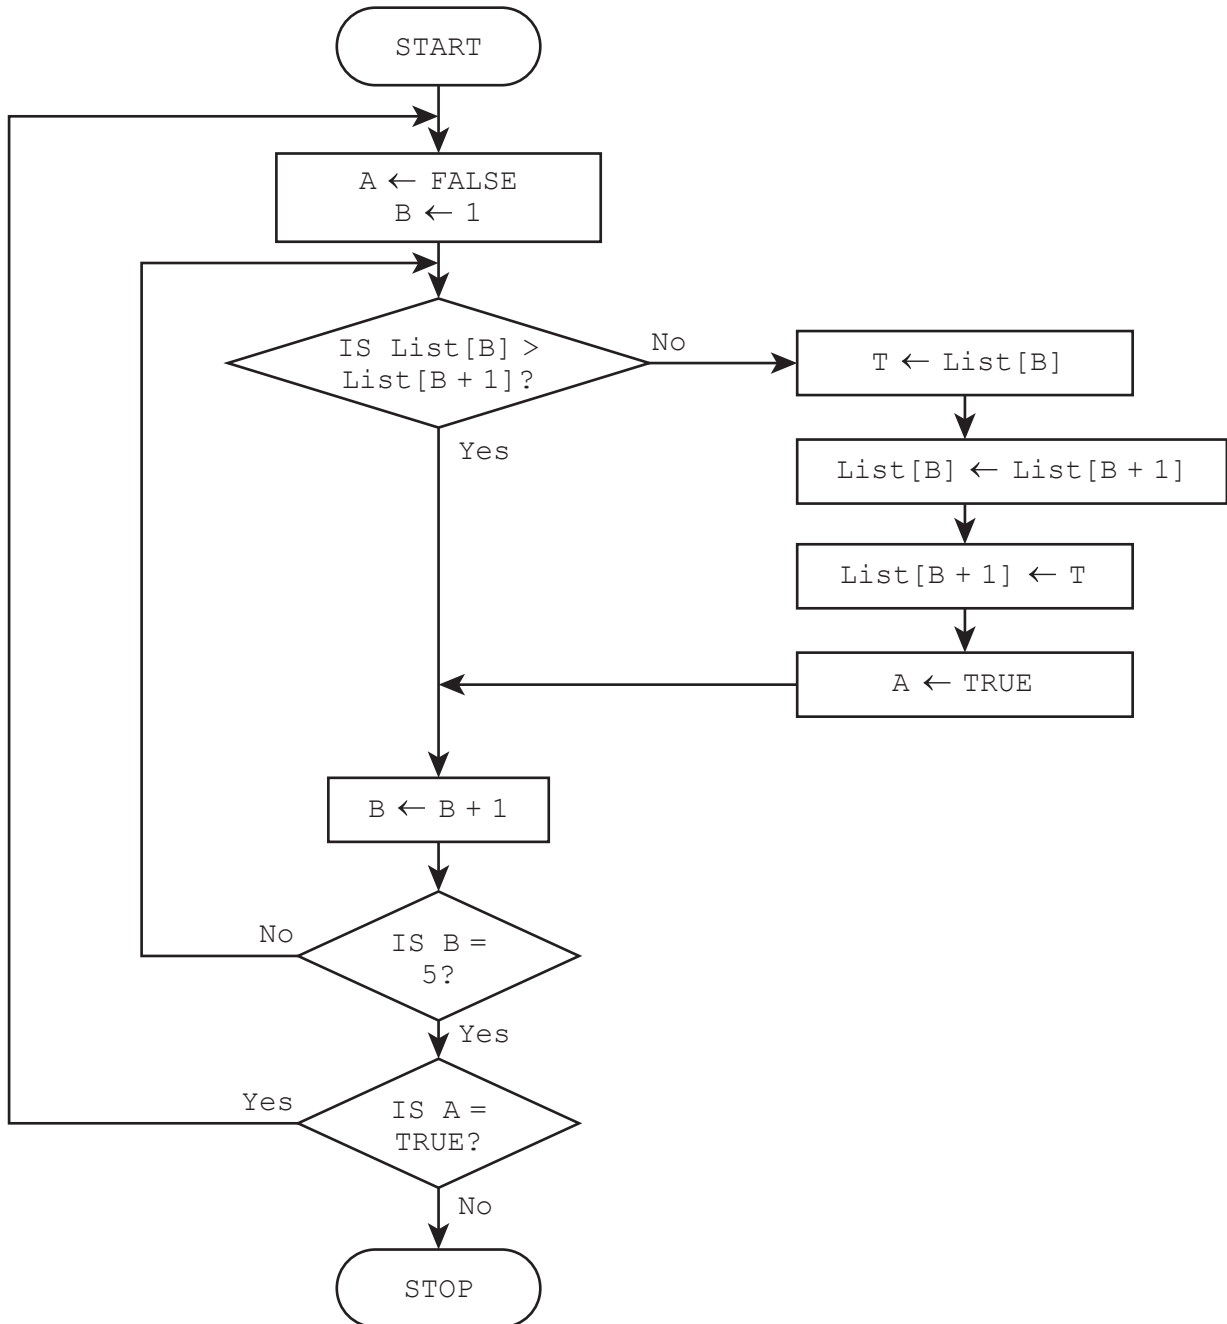 START
A ← FALSE
B ← 1
IS List[B] >
List[B + 1]?
No
T ← List[B]
Yes
List[B] ← List[B + 1]
List[B + 1] ← T
A ← TRUE
B ← B + 1
No
IS B =
5?
Yes
Yes
IS A =
TRUE?
No
STOP